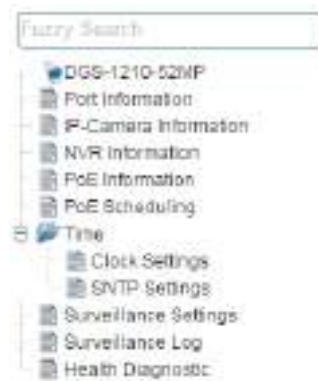 Fuzzy Search
DGS-1210-52MP
Port Information
IP-Camera Information
NVR Information
PoE Information
PoE Scheduling
Time
Clock Settings
SNTP Settings
Surveillance Settings
Surveillance Log
Health Diagnostic